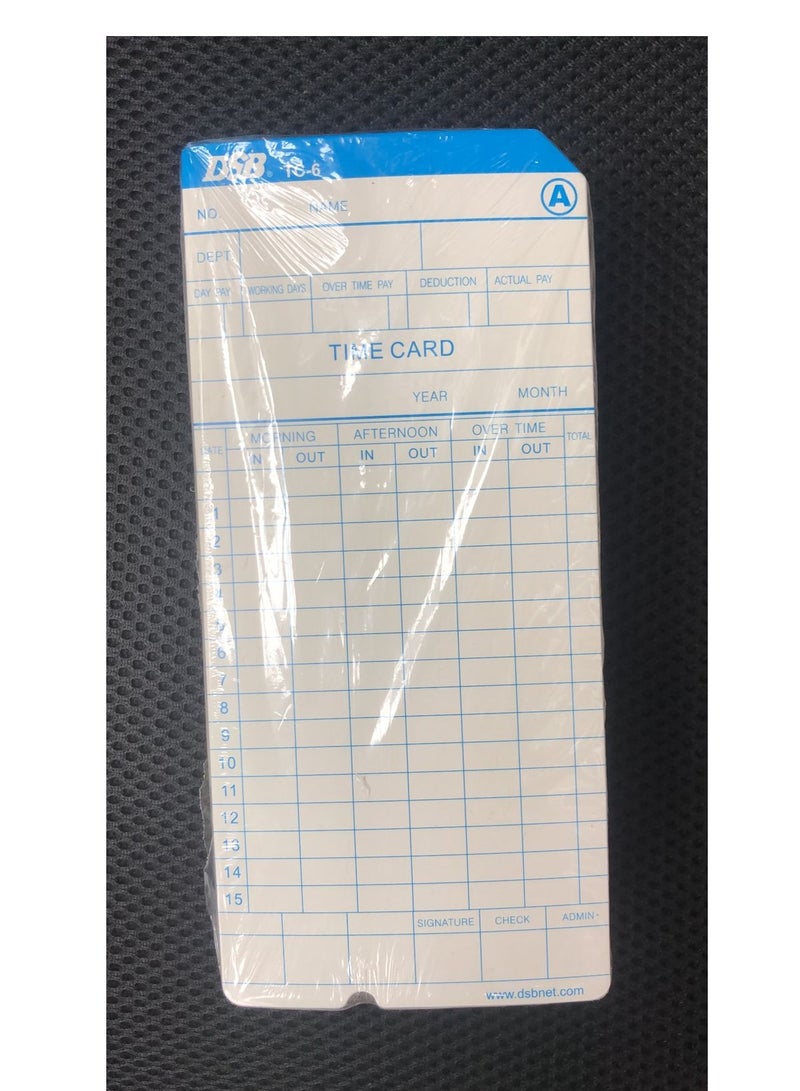 DSB® TC-6
NO. NAME A
DEPT.
DAY PAY WORKING DAYS OVER TIME PAY DEDUCTION ACTUAL PAY
TIME CARD
YEAR MONTH
DATE MORNING AFTERNOON OVER TIME TOTAL
IN OUT IN OUT IN OUT
1
2
3
4
5
6
7
8
9
10
11
12
13
14
15
SIGNATURE CHECK ADMIN·
www.dsbnet.com